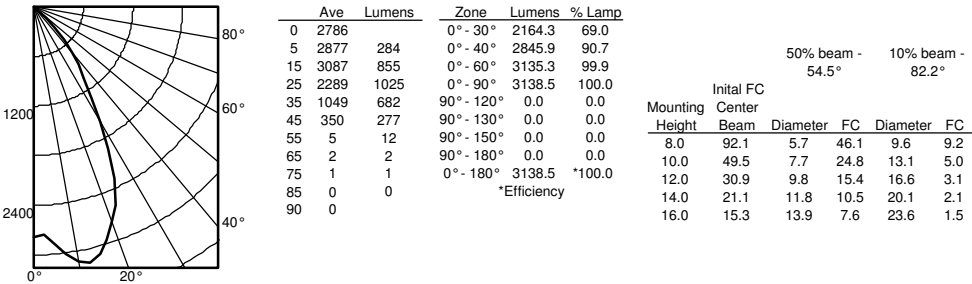 80°
60°
40°
20°
0°
1200
2400
Ave Lumens
0 2786
5 2877 284
15 3087 855
25 2289 1025
35 1049 682
45 350 277
55 5 12
65 2 2
75 1 1
85 0 0
90 0
Zone Lumens % Lamp
0°- 30° 2164.3 69.0
0°- 40° 2845.9 90.7
0°- 60° 3135.3 99.9
0°- 90° 3138.5 100.0
90°- 120° 0.0 0.0
90°- 130° 0.0 0.0
90°- 150° 0.0 0.0
90°- 180° 0.0 0.0
0°- 180° 3138.5 *100.0
*Efficiency
50% beam - 10% beam -
54.5° 82.2°
Inital FC
Mounting Center
Height Beam Diameter FC Diameter FC
8.0 92.1 5.7 46.1 9.6 9.2
10.0 49.5 7.7 24.8 13.1 5.0
12.0 30.9 9.8 15.4 16.6 3.1
14.0 21.1 11.8 10.5 20.1 2.1
16.0 15.3 13.9 7.6 23.6 1.5